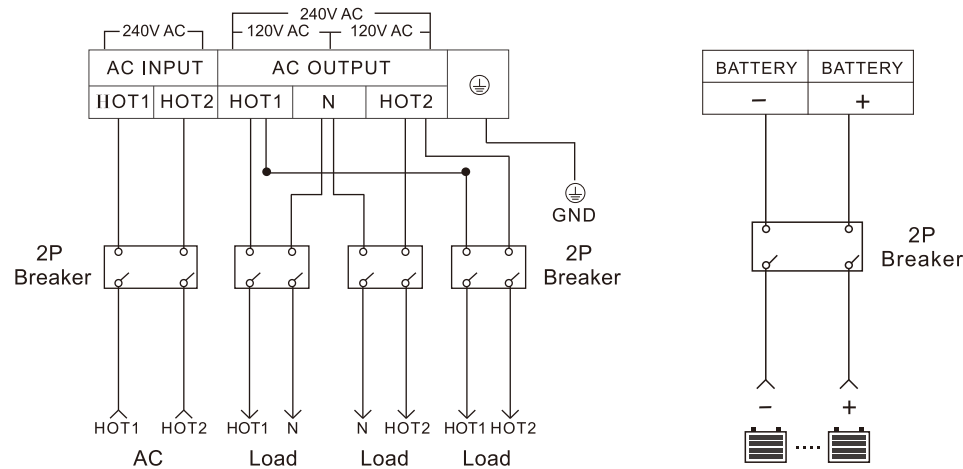 240V AC
240V AC
120V AC 120V AC
AC INPUT AC OUTPUT
HOT1 HOT2 HOT1 N HOT2
GND
2P
Breaker
2P
Breaker
HOT1 HOT2 HOT1 N N HOT2 HOT1 HOT2
AC Load Load Load
BATTERY BATTERY
− +
2P
Breaker
− +
....